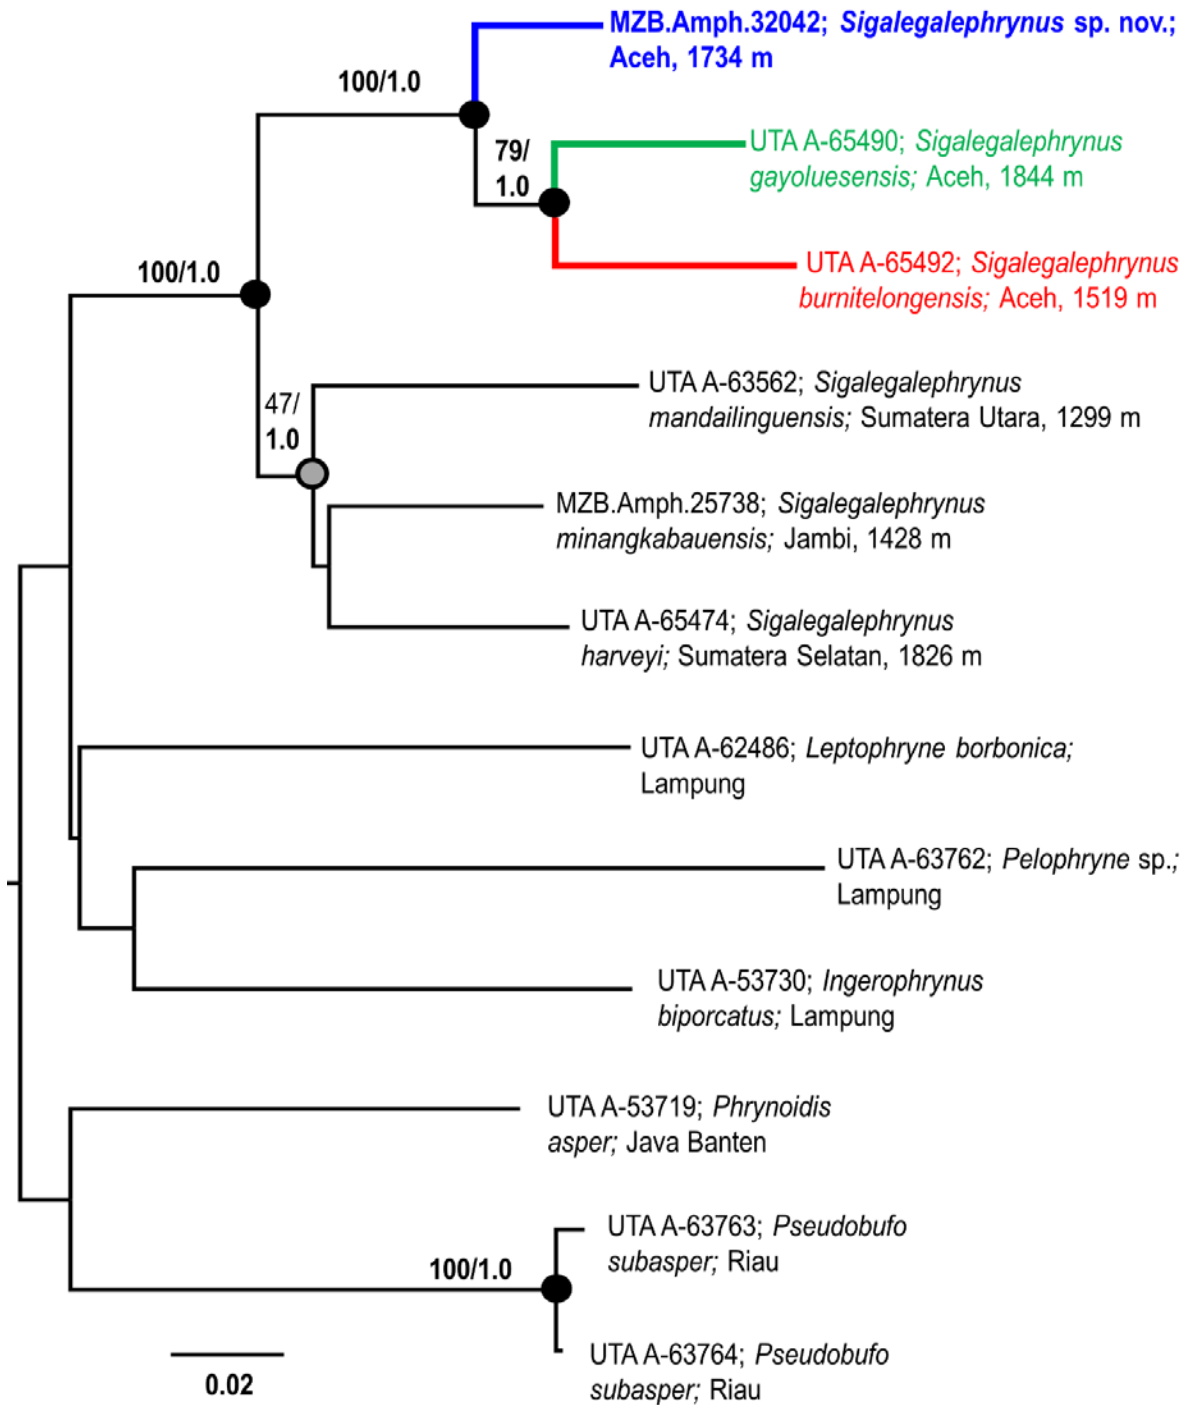 MZB.Amph.32042; Sigalegalephrynus sp. nov.;
Aceh, 1734 m
100/1.0
79/
1.0
UTA A-65490; Sigalegalephrynus
gayoluesensis; Aceh, 1844 m
100/1.0
UTA A-65492; Sigalegalephrynus
burnitelongensis; Aceh, 1519 m
47/
1.0
UTA A-63562; Sigalegalephrynus
mandailinguensis; Sumatera Utara, 1299 m
MZB.Amph.25738; Sigalegalephrynus
minangkabauensis; Jambi, 1428 m
UTA A-65474; Sigalegalephrynus
harveyi; Sumatera Selatan, 1826 m
UTA A-62486; Leptophryne borbonica;
Lampung
UTA A-63762; Pelophryne sp.;
Lampung
UTA A-53730; Ingerophrynus
biporcatus; Lampung
UTA A-53719; Phrynoidis
asper; Java Banten
UTA A-63763; Pseudobufo
subasper; Riau
100/1.0
UTA A-63764; Pseudobufo
subasper; Riau
0.02